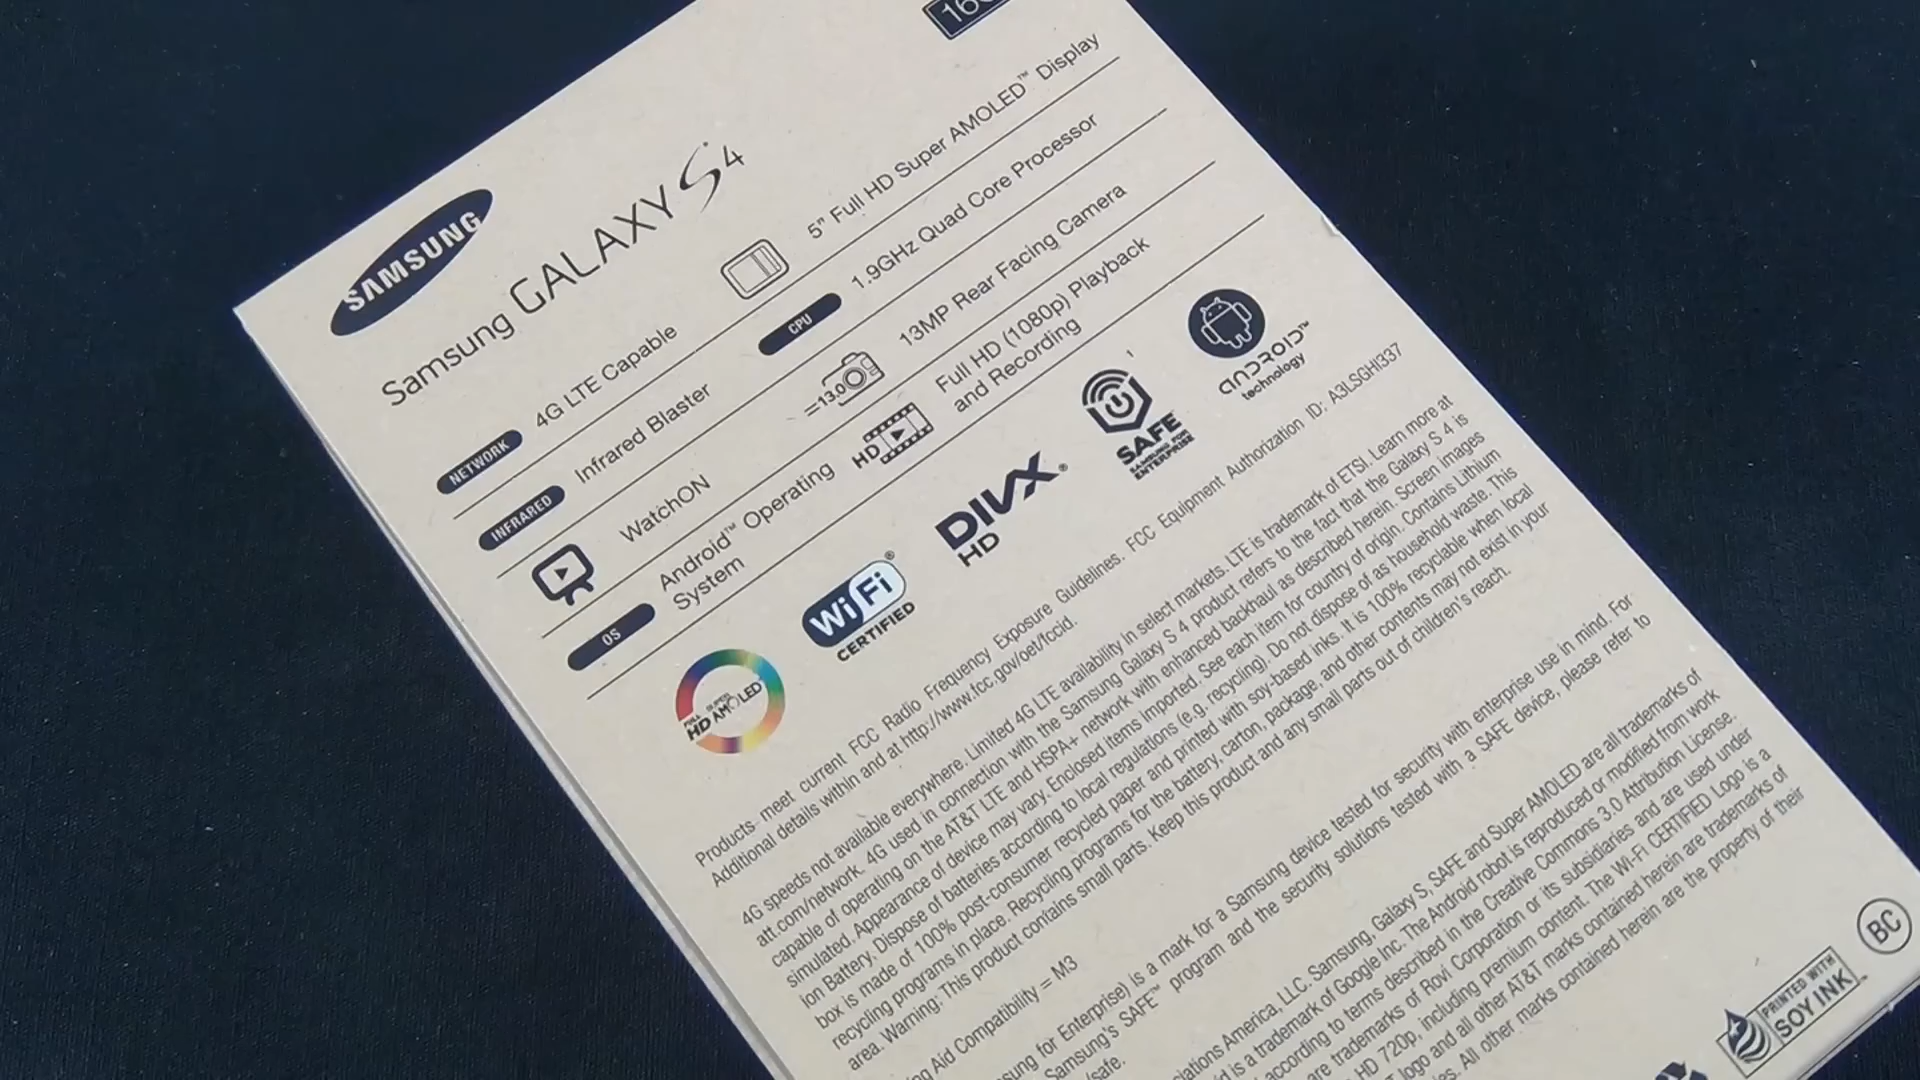 SAMSUNG
Samsung GALAXY S4
NETWORK 4G LTE Capable
5" Full HD Super AMOLED™ Display
INFRARED Infrared Blaster
CPU 1.9GHz Quad Core Processor
WatchON
=13.0 13MP Rear Facing Camera
OS Android™ Operating
System
HD Full HD (1080p) Playback
and Recording
FULL SUPER
HD AMOLED
Wi Fi®
CERTIFIED
DIVX®
HD
SAFE 1
SAMSUNG FOR
ENTERPRISE
ANDROID™
technology
Products meet current FCC Radio Frequency Exposure Guidelines. FCC Equipment Authorization ID: A3LSGHI337
Additional details within and at http://www.fcc.gov/oet/fccid.
4G speeds not available everywhere. Limited 4G LTE availability in select markets. LTE is trademark of ETSI. Learn more at
att.com/network. 4G used in connection with the Samsung Galaxy S 4 product refers to the fact that the Galaxy S 4 is
capable of operating on the AT&T LTE and HSPA+ network with enhanced backhaul as described herein. Screen images
simulated. Appearance of device may vary. Enclosed items imported. See each item for country of origin. Contains Lithium
Ion Battery. Dispose of batteries according to local regulations (e.g. recycling). Do not dispose of as household waste. This
box is made of 100% post-consumer recycled paper and printed with soy-based inks. It is 100% recyclable when local
recycling programs in place. Recycling programs for the battery, carton, package, and other contents may not exist in your
area. Warning: This product contains small parts. Keep this product and any small parts out of children's reach.
Aid Compatibility = M3
for Enterprise) is a mark for a Samsung device tested for security with enterprise use in mind. For
Samsung's SAFE™ program and the security solutions tested with a SAFE device, please refer to
America, LLC. Samsung, Galaxy S, SAFE and Super AMOLED are all trademarks of
is a trademark of Google Inc. The Android robot is reproduced or modified from work
according to terms described in the Creative Commons 3.0 Attribution License.
are trademarks of Rovi Corporation or its subsidiaries and are used under
HD 720p, including premium content. The Wi-Fi CERTIFIED Logo is a
logo and all other AT&T marks contained herein are trademarks of
All other marks contained herein are the property of their
PRINTED WITH
SOY INK™
BC